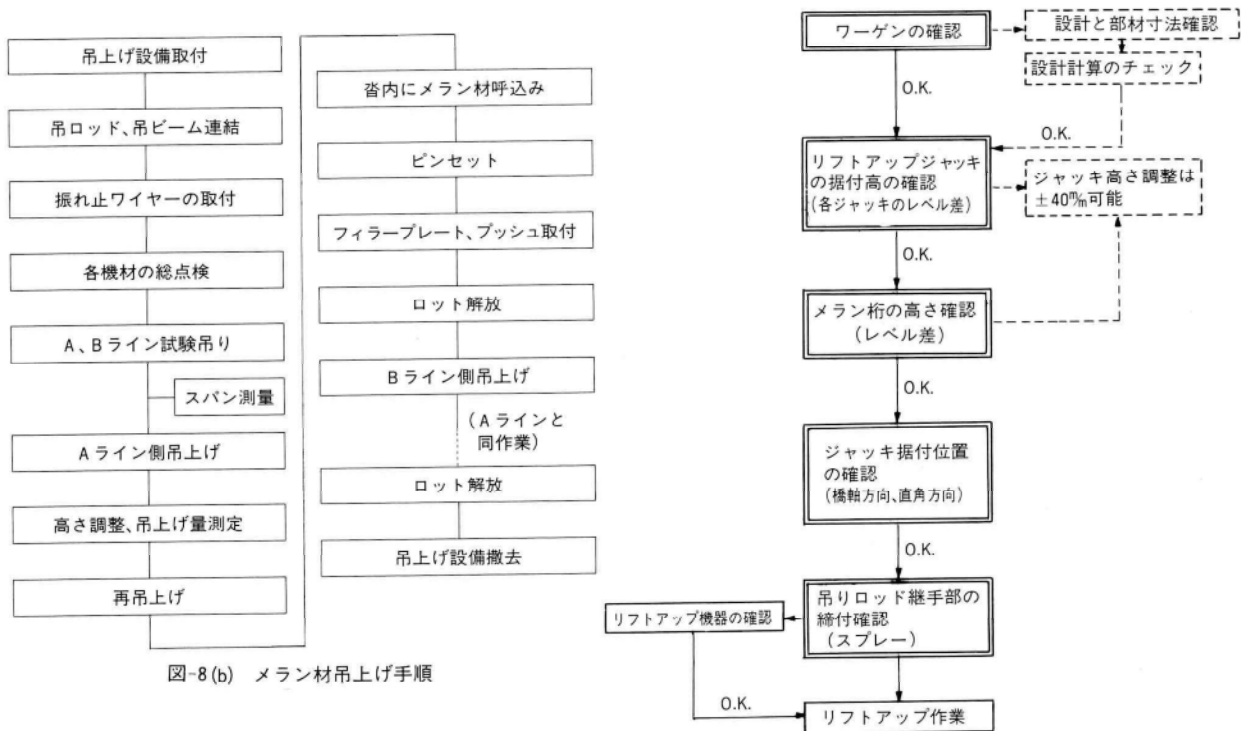 吊上げ設備取付
吊ロッド、吊ビーム連結
振れ止ワイヤーの取付
各機材の総点検
A、Bライン試験吊り
スパン測量
Aライン側吊上げ
高さ調整、吊上げ量測定
再吊上げ
沓内にメラン材呼込み
ピンセット
フィラープレート、ブッシュ取付
ロット解放
Bライン側吊上げ
(Aラインと
同作業)
ロット解放
吊上げ設備撤去
図-8(b) メラン材吊上げ手順
ワーゲンの確認
設計と部材寸法確認
設計計算のチェック
O.K.
O.K.
リフトアップジャッキ
の据付高の確認
(各ジャッキのレベル差)
ジャッキ高さ調整は
±40m/m可能
O.K.
メラン桁の高さ確認
(レベル差)
O.K.
ジャッキ据付位置
の確認
(橋軸方向、直角方向)
O.K.
吊りロッド継手部の
締付確認
(スプレー)
リフトアップ機器の確認
O.K.
リフトアップ作業